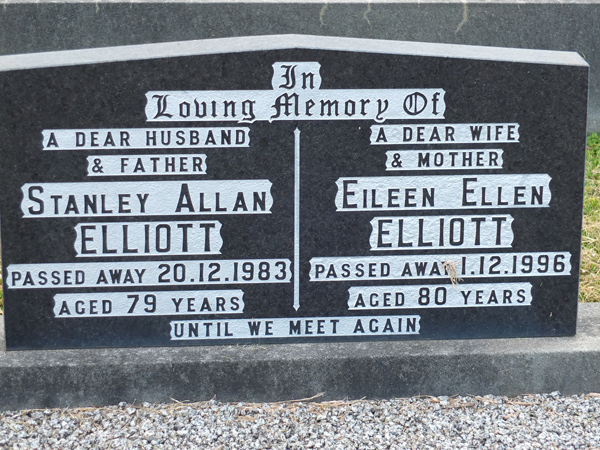 In
Loving Memory Of
A DEAR HUSBAND
& FATHER
STANLEY ALLAN
ELLIOTT
PASSED AWAY 20.12.1983
AGED 79 YEARS
A DEAR WIFE
& MOTHER
EILEEN ELLEN
ELLIOTT
PASSED AWAY 1.12.1996
AGED 80 YEARS
UNTIL WE MEET AGAIN